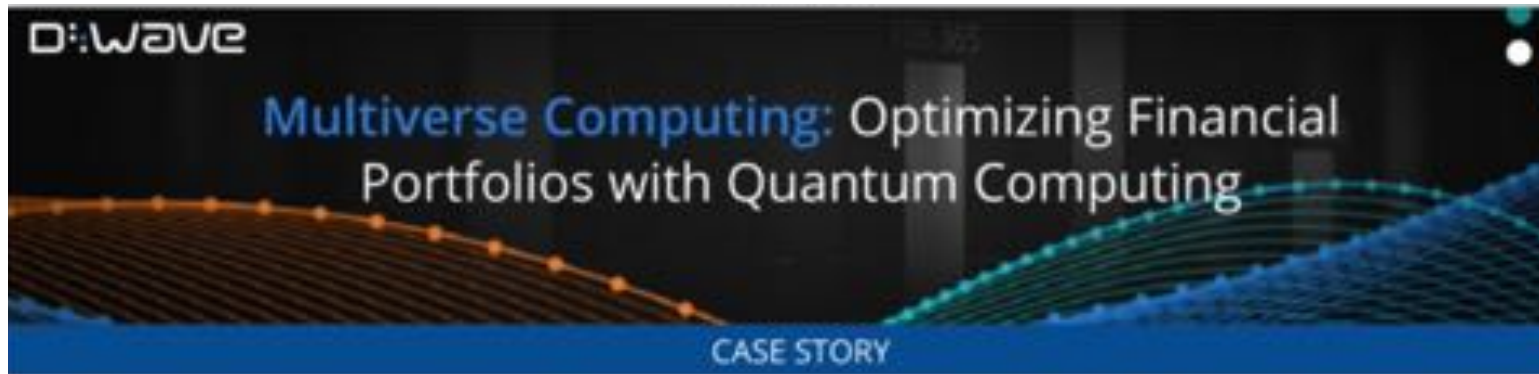 D:wave
Multiverse Computing: Optimizing Financial
Portfolios with Quantum Computing
CASE STORY